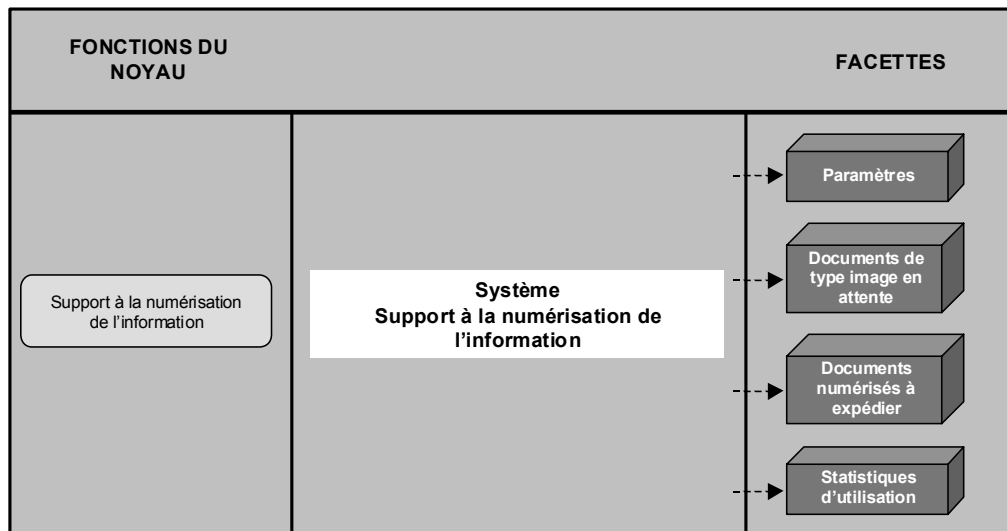 FONCTIONS DU
NOYAU
FACETTES
Support à la numérisation
de l'information
Système
Support à la numérisation de
l'information
Paramètres
Documents de
type image en
attente
Documents
numérisés à
expédier
Statistiques
d'utilisation